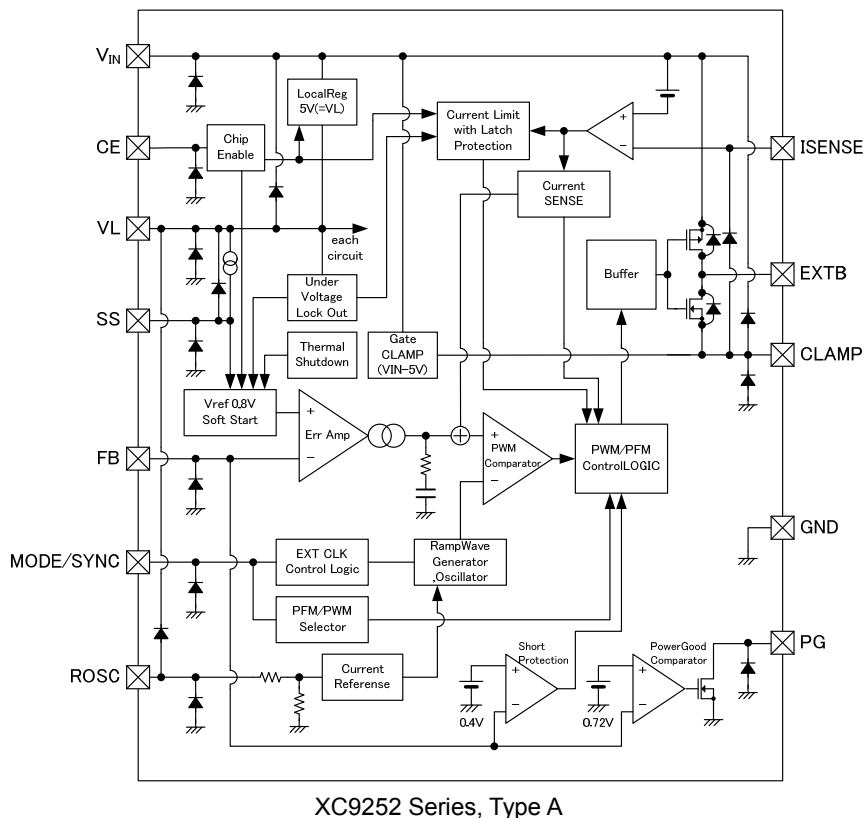 V_IN
LocalReg
5V(=VL)
Current Limit
with Latch
Protection
+
−
CE
Chip
Enable
ISENSE
Current
SENSE
VL
each
circuit
Buffer
EXTB
Under
Voltage
Lock Out
SS
Thermal
Shutdown
Gate
CLAMP
(VIN-5V)
CLAMP
Vref 0.8V
Soft Start
+
Err Amp
−
+
PWM
Comparator
−
PWM/PFM
ControlLOGIC
FB
GND
MODE/SYNC
EXT CLK
Control Logic
RampWave
Generator
,Oscillator
PFM/PWM
Selector
Short
Protection
PowerGood
Comparator
PG
ROSC
Current
Referense
+
−
0.4V
+
−
0.72V
XC9252 Series, Type A